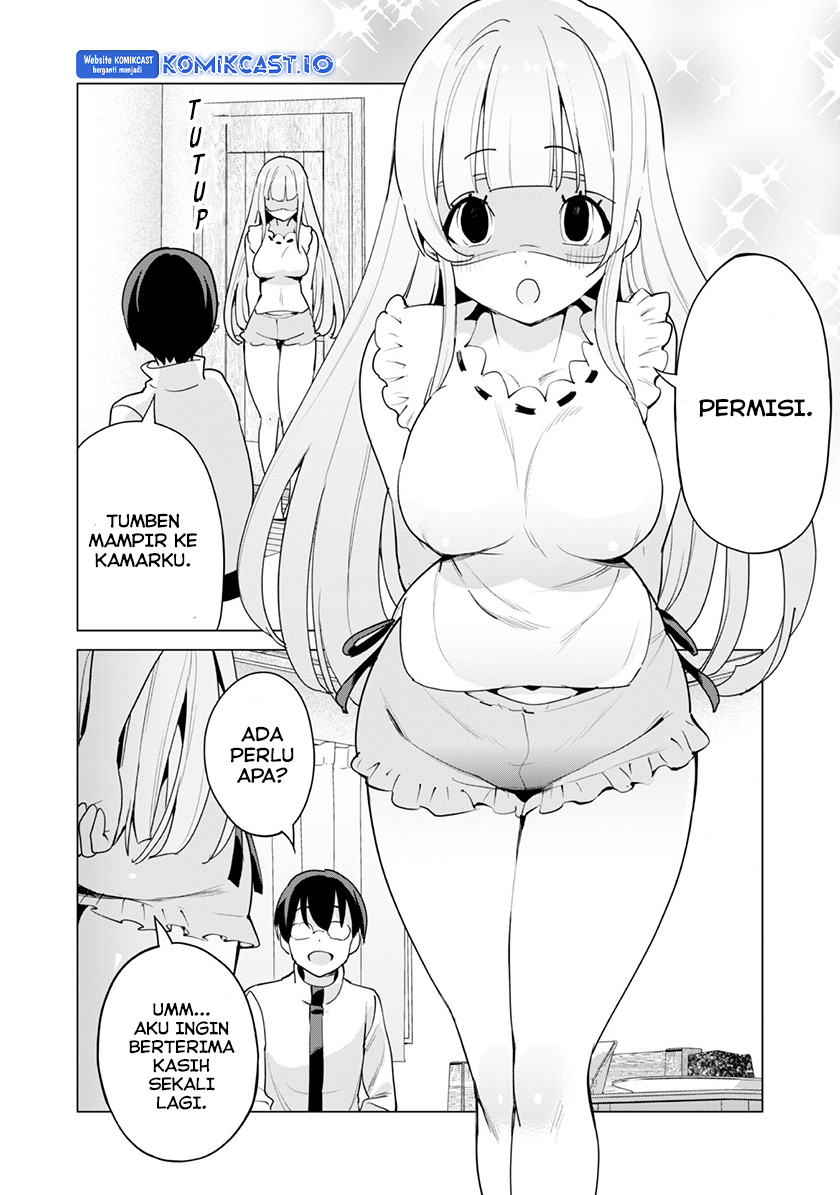 Website KOMIKCAST
berganti menjadi
KOMIKCAST.IO
TUTUP
PERMISI.
TUMBEN
MAMPIR KE
KAMARKU.
ADA
PERLU
APA?
UMM...
AKU INGIN
BERTERIMA
KASIH
SEKALI
LAGI.